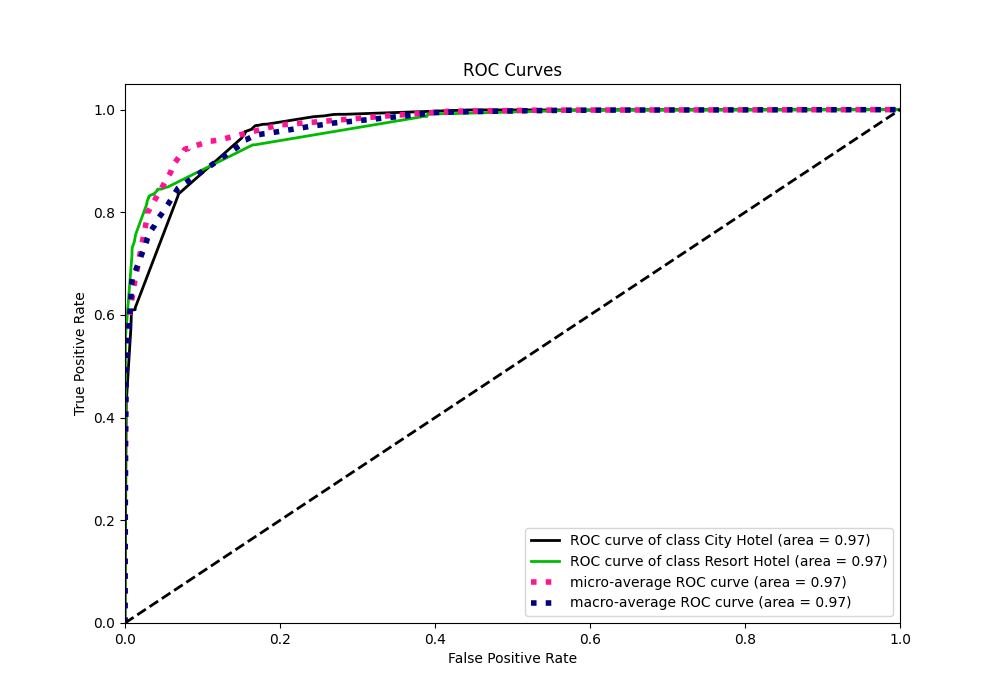 ROC Curves
True Positive Rate
1.0
0.8
0.6
0.4
0.2
0.0
0.0 0.2 0.4 0.6 0.8 1.0
False Positive Rate
ROC curve of class City Hotel (area = 0.97)
ROC curve of class Resort Hotel (area = 0.97)
micro-average ROC curve (area = 0.97)
macro-average ROC curve (area = 0.97)